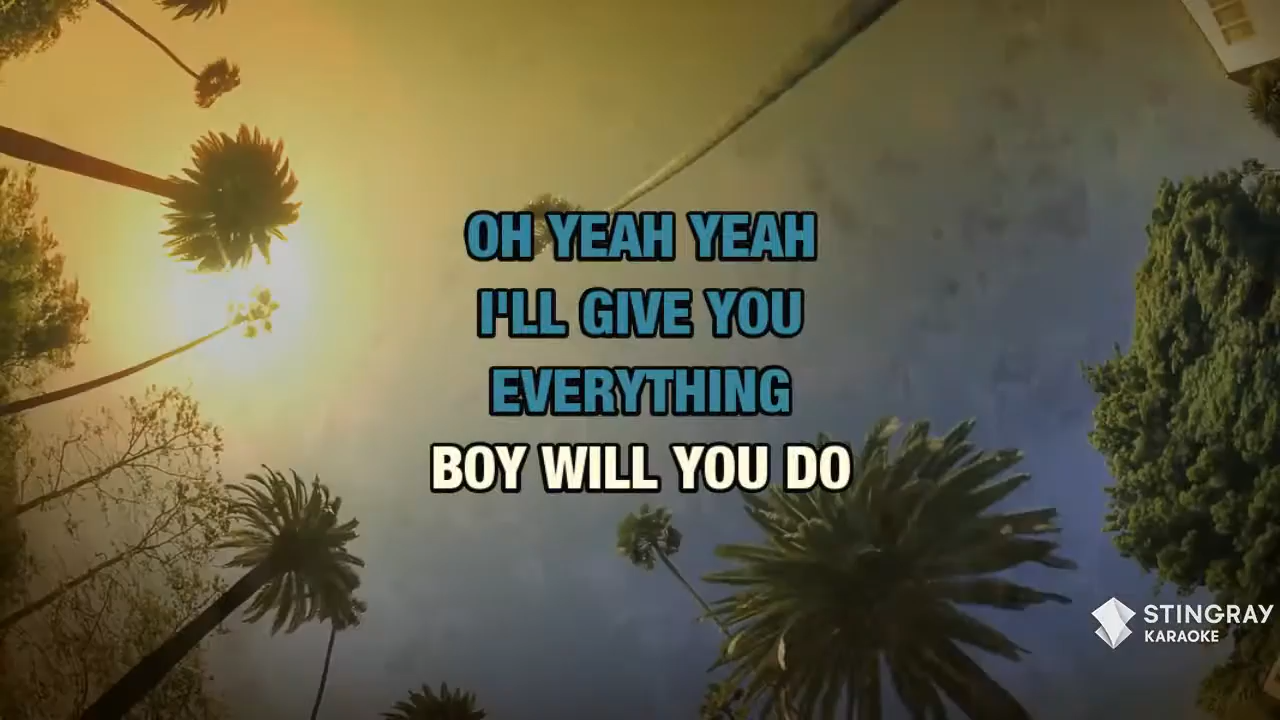 OH YEAH YEAH
I'LL GIVE YOU
EVERYTHING
BOY WILL YOU DO
STINGRAY
KARAOKE